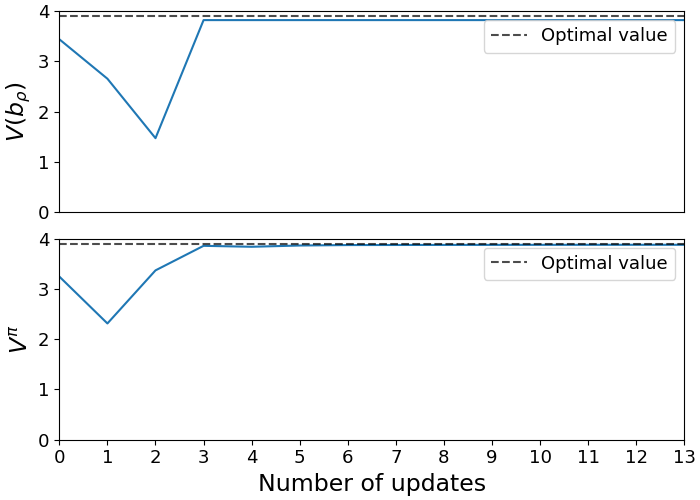 4
3
2
1
0
V(b_ρ)
Optimal value
4
3
2
1
0
V^π
Optimal value
0 1 2 3 4 5 6 7 8 9 10 11 12 13
Number of updates